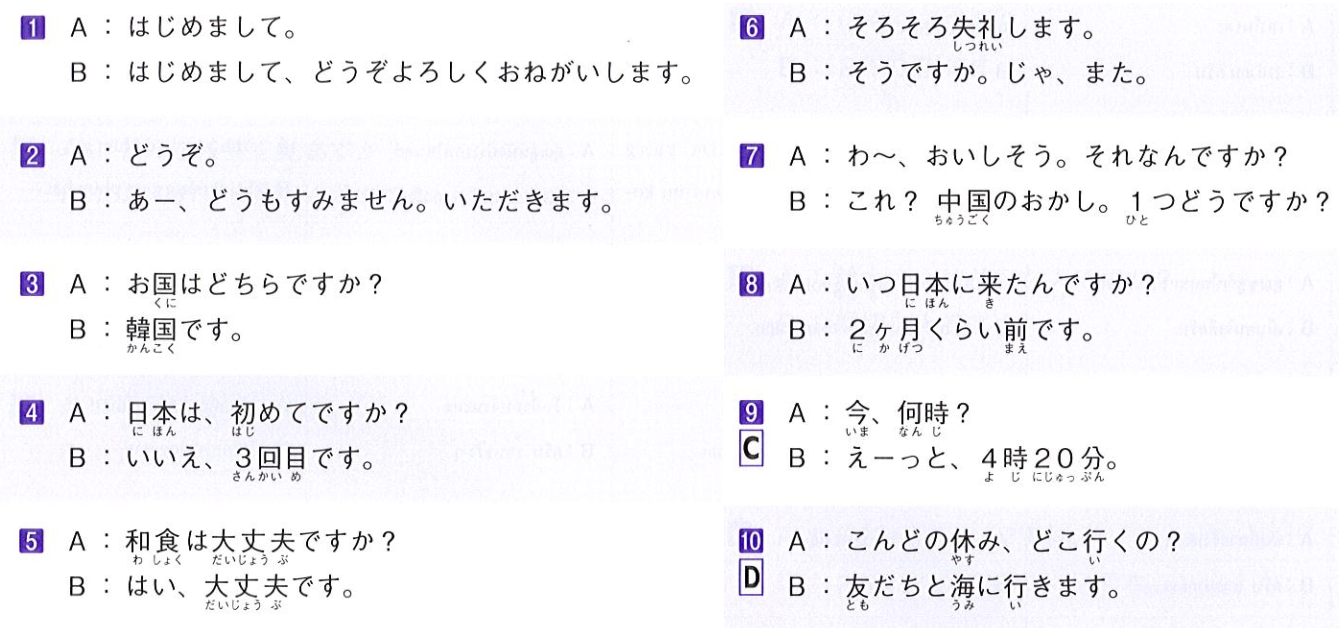 1 A：はじめまして。
B：はじめまして、どうぞよろしくおねがいします。
2 A：どうぞ。
B：あー、どうもすみません。いただきます。
3 A：お国はどちらですか？
くに
B：韓国です。
かんこく
4 A：日本は、初めてですか？
に ほん はじ
B：いいえ、3回目です。
さんかい め
5 A：和食は大丈夫ですか？
わ しょく だいじょう ぶ
B：はい、大丈夫です。
だいじょう ぶ
6 A：そろそろ失礼します。
しつれい
B：そうですか。じゃ、また。
7 A：わ〜、おいしそう。それなんですか？
B：これ？ 中国のおかし。1つどうですか？
ちゅうごく ひと
8 A：いつ日本に来たんですか？
に ほん き
B：2ヶ月くらい前です。
に か げつ まえ
9 A：今、何時？
いま なん じ
C B：えーっと、4時20分。
よ じ にじゅっ ぷん
10 A：こんどの休み、どこ行くの？
やす い
D B：友だちと海に行きます。
とも うみ い